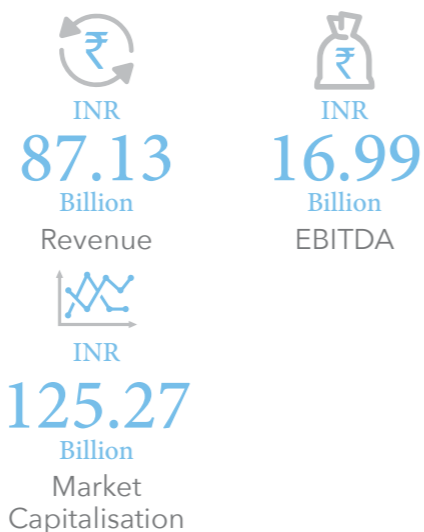 ₹
INR
87.13
Billion
Revenue
₹
INR
16.99
Billion
EBITDA
INR
125.27
Billion
Market
Capitalisation